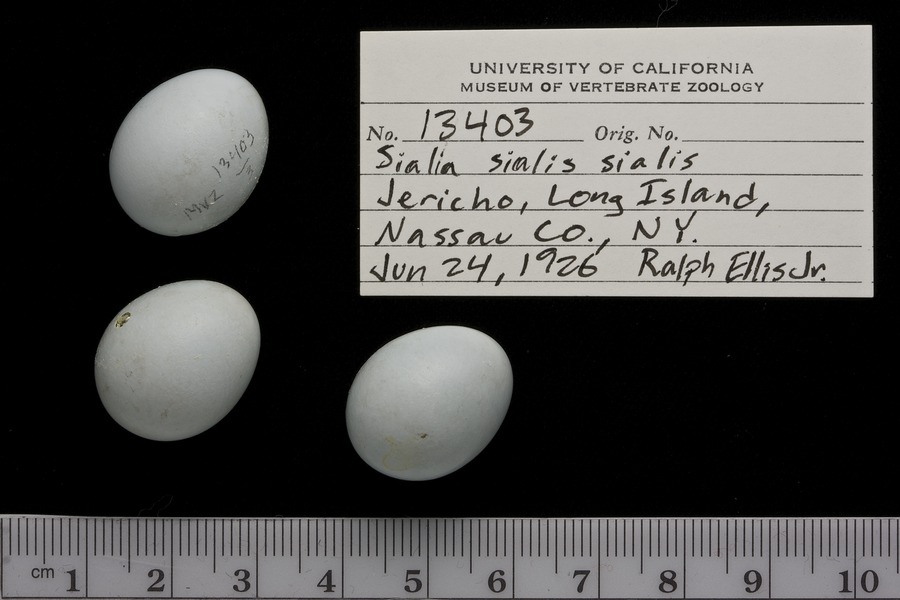 UNIVERSITY OF CALIFORNIA
MUSEUM OF VERTEBRATE ZOOLOGY
No. 13403 Orig. No.
Sialia sialis sialis
Jericho, Long Island,
Nassau Co., NY.
Jun 24, 1926 Ralph Ellis Jr.
13403
MVZ
cm 1 2 3 4 5 6 7 8 9 10